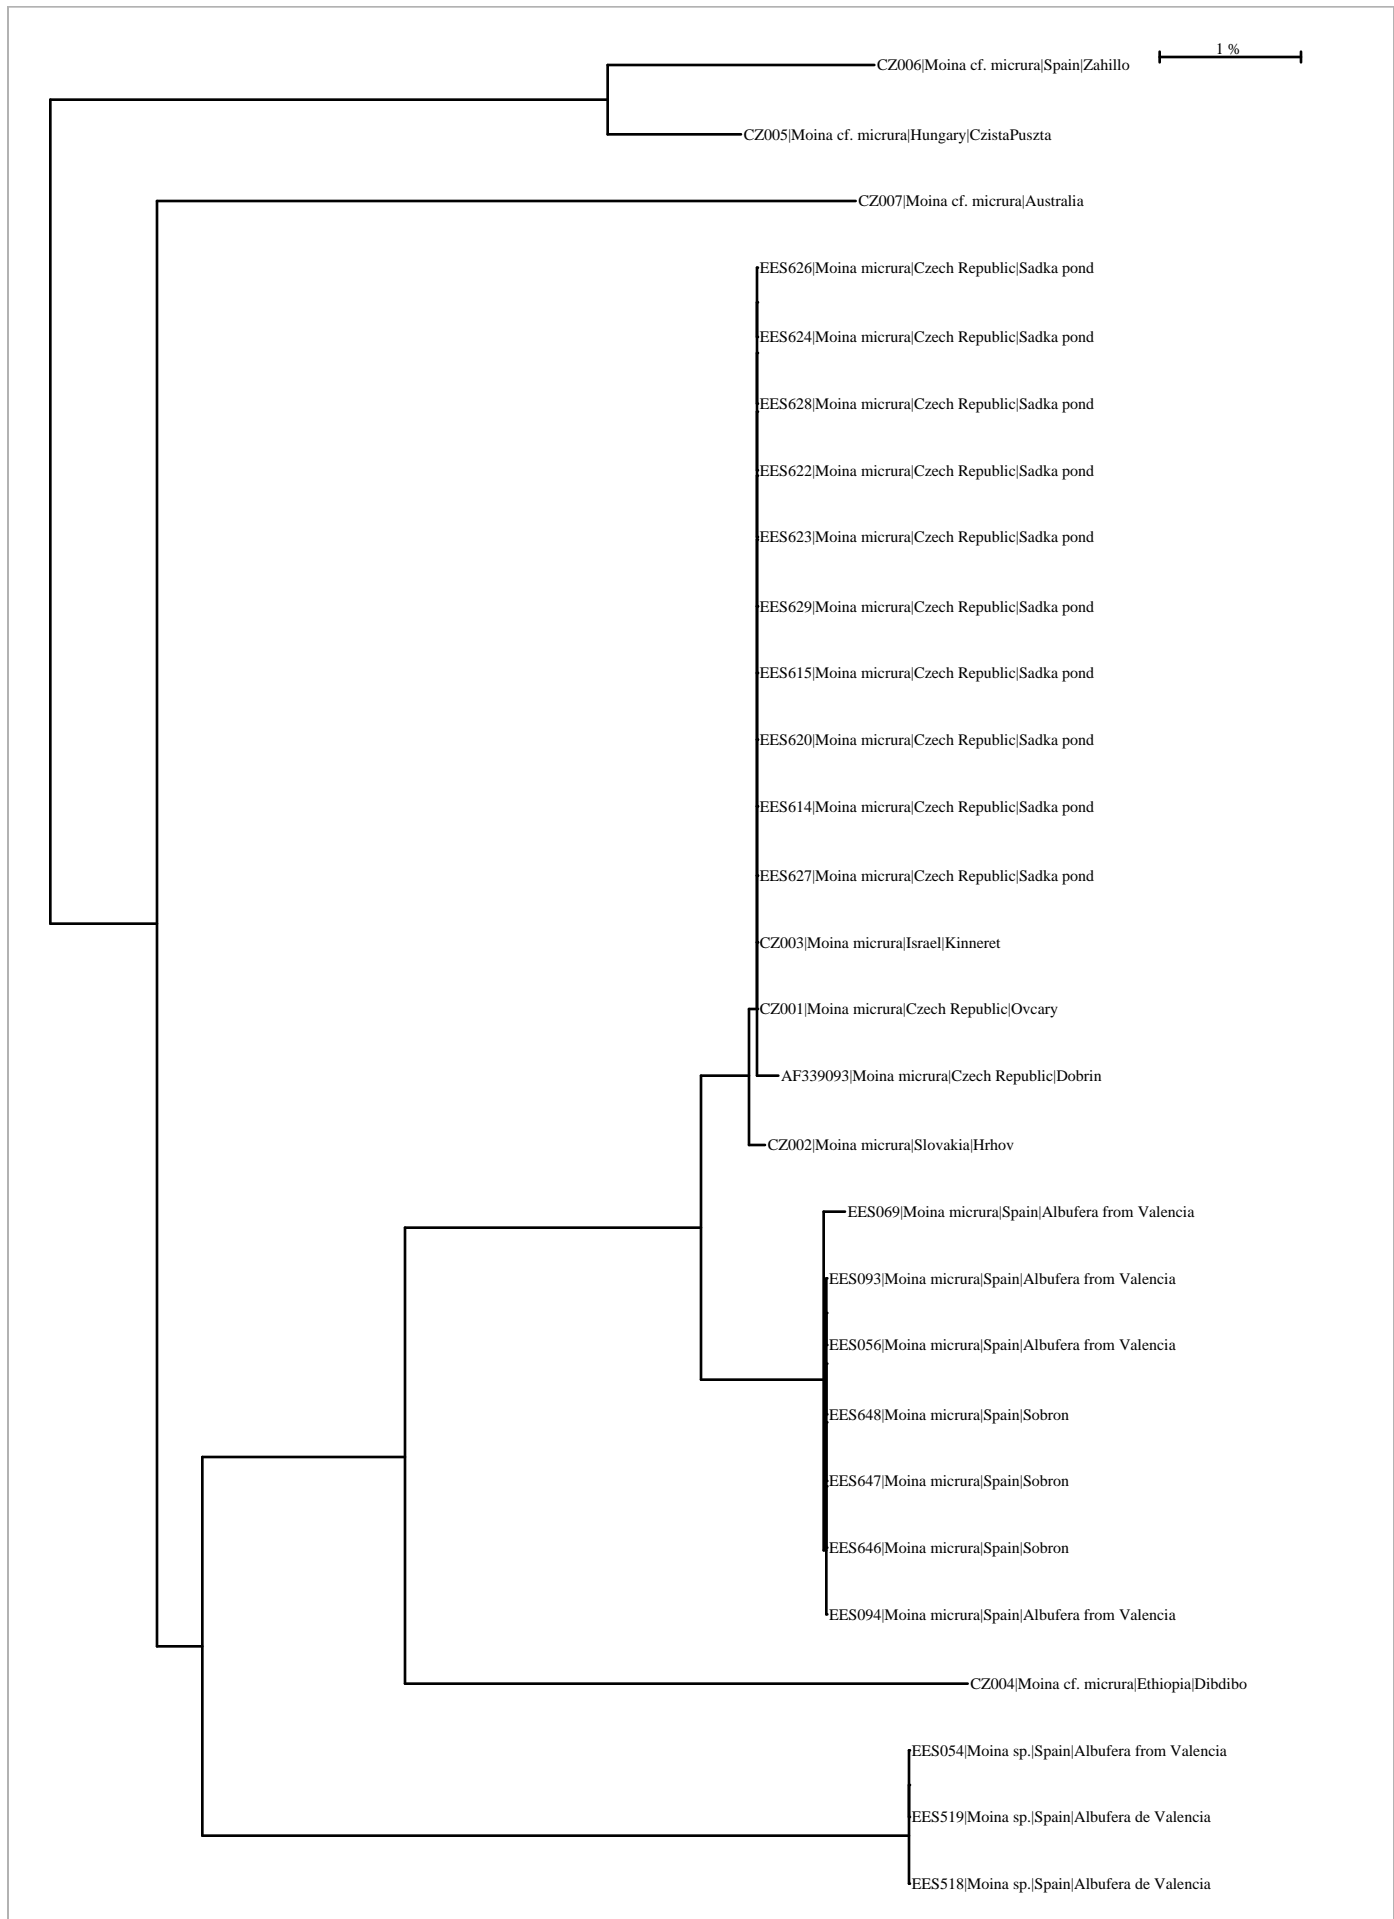 1 %
CZ006|Moina cf. micrura|Spain|Zahillo
CZ005|Moina cf. micrura|Hungary|CzistaPuszta
CZ007|Moina cf. micrura|Australia
EES626|Moina micrura|Czech Republic|Sadka pond
EES624|Moina micrura|Czech Republic|Sadka pond
EES628|Moina micrura|Czech Republic|Sadka pond
EES622|Moina micrura|Czech Republic|Sadka pond
EES623|Moina micrura|Czech Republic|Sadka pond
EES629|Moina micrura|Czech Republic|Sadka pond
EES615|Moina micrura|Czech Republic|Sadka pond
EES620|Moina micrura|Czech Republic|Sadka pond
EES614|Moina micrura|Czech Republic|Sadka pond
EES627|Moina micrura|Czech Republic|Sadka pond
CZ003|Moina micrura|Israel|Kinneret
CZ001|Moina micrura|Czech Republic|Ovcary
AF339093|Moina micrura|Czech Republic|Dobrin
CZ002|Moina micrura|Slovakia|Hrhov
EES069|Moina micrura|Spain|Albufera from Valencia
EES093|Moina micrura|Spain|Albufera from Valencia
EES056|Moina micrura|Spain|Albufera from Valencia
EES648|Moina micrura|Spain|Sobron
EES647|Moina micrura|Spain|Sobron
EES646|Moina micrura|Spain|Sobron
EES094|Moina micrura|Spain|Albufera from Valencia
CZ004|Moina cf. micrura|Ethiopia|Dibdibo
EES054|Moina sp.|Spain|Albufera from Valencia
EES519|Moina sp.|Spain|Albufera de Valencia
EES518|Moina sp.|Spain|Albufera de Valencia